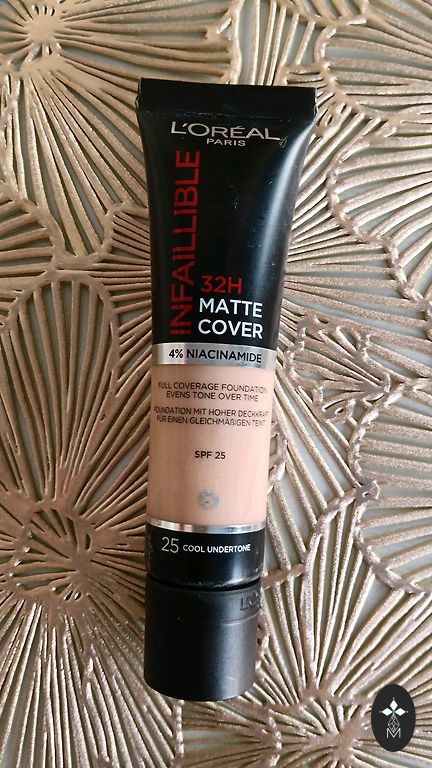 L'ORÉAL
PARIS
INFAILLIBLE
32H
MATTE
COVER
4% NIACINAMIDE
FULL COVERAGE FOUNDATION
EVENS TONE OVER TIME
FOUNDATION MIT HOHER DECKKRAFT
FÜR EINEN GLEICHMÄẞIGEN TEINT
SPF 25
25 COOL UNDERTONE
M